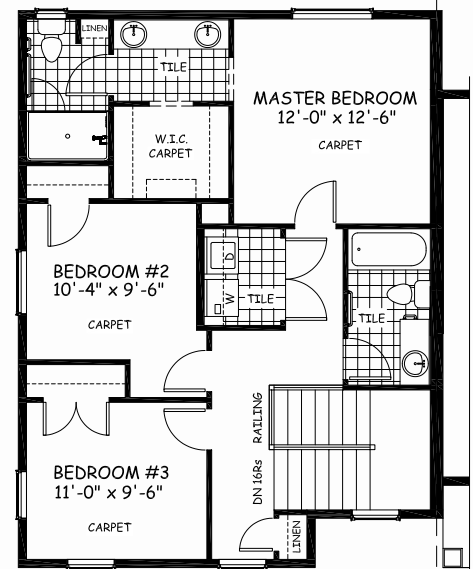 LINEN
TILE
MASTER BEDROOM
12'-0" x 12'-6"
CARPET
W.I.C.
CARPET
BEDROOM #2
10'-4" x 9'-6"
CARPET
D
W
TILE
TILE
RAILING
DN 16Rs
BEDROOM #3
11'-0" x 9'-6"
CARPET
LINEN